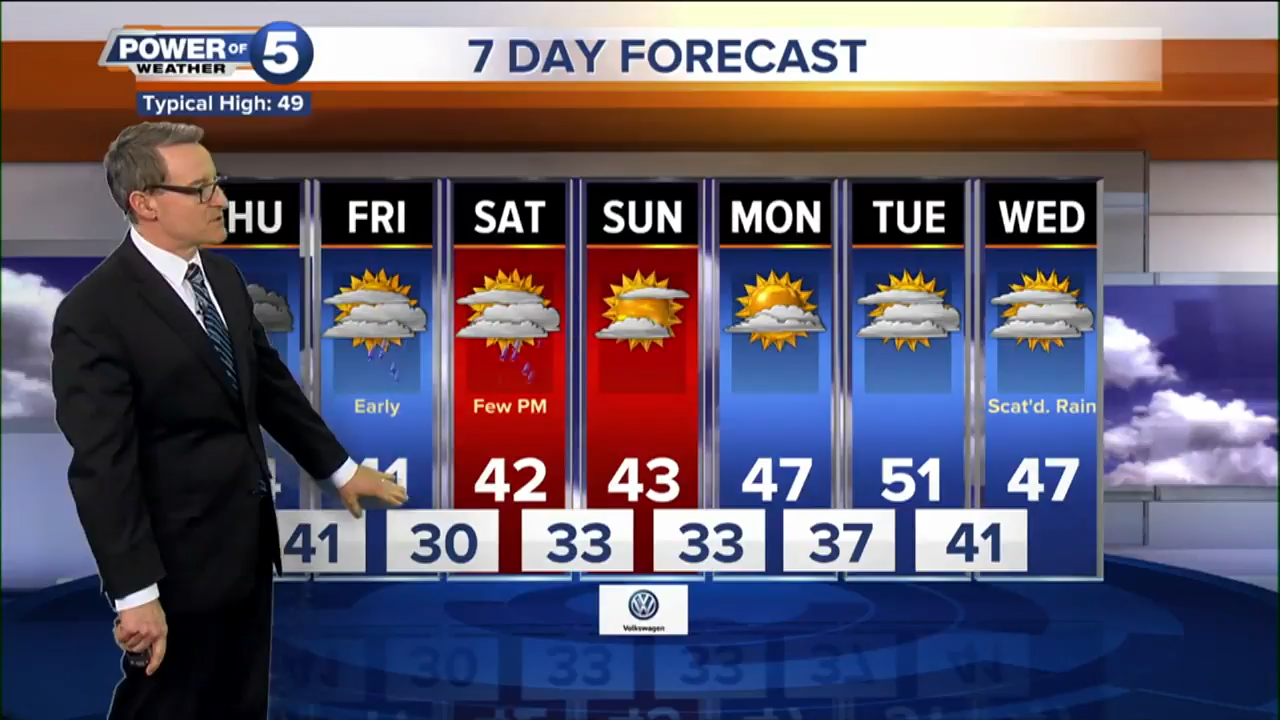 POWER OF 5
WEATHER
7 DAY FORECAST
Typical High: 49
HU FRI SAT SUN MON TUE WED
Early Few PM Scat'd. Rain
42 43 47 51 47
41 30 33 33 37 41
Volkswagen